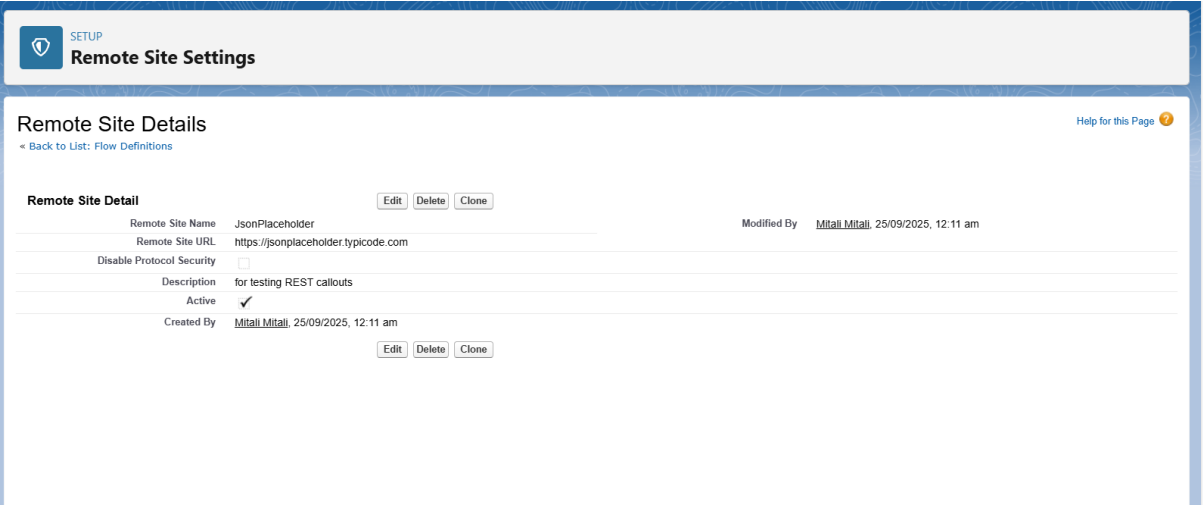 SETUP
Remote Site Settings
Remote Site Details
Help for this Page ?
« Back to List: Flow Definitions
Remote Site Detail
Edit Delete Clone
Remote Site Name JsonPlaceholder Modified By Mitali Mitali, 25/09/2025, 12:11 am
Remote Site URL https://jsonplaceholder.typicode.com
Disable Protocol Security
Description for testing REST callouts
Active
Created By Mitali Mitali, 25/09/2025, 12:11 am
Edit Delete Clone